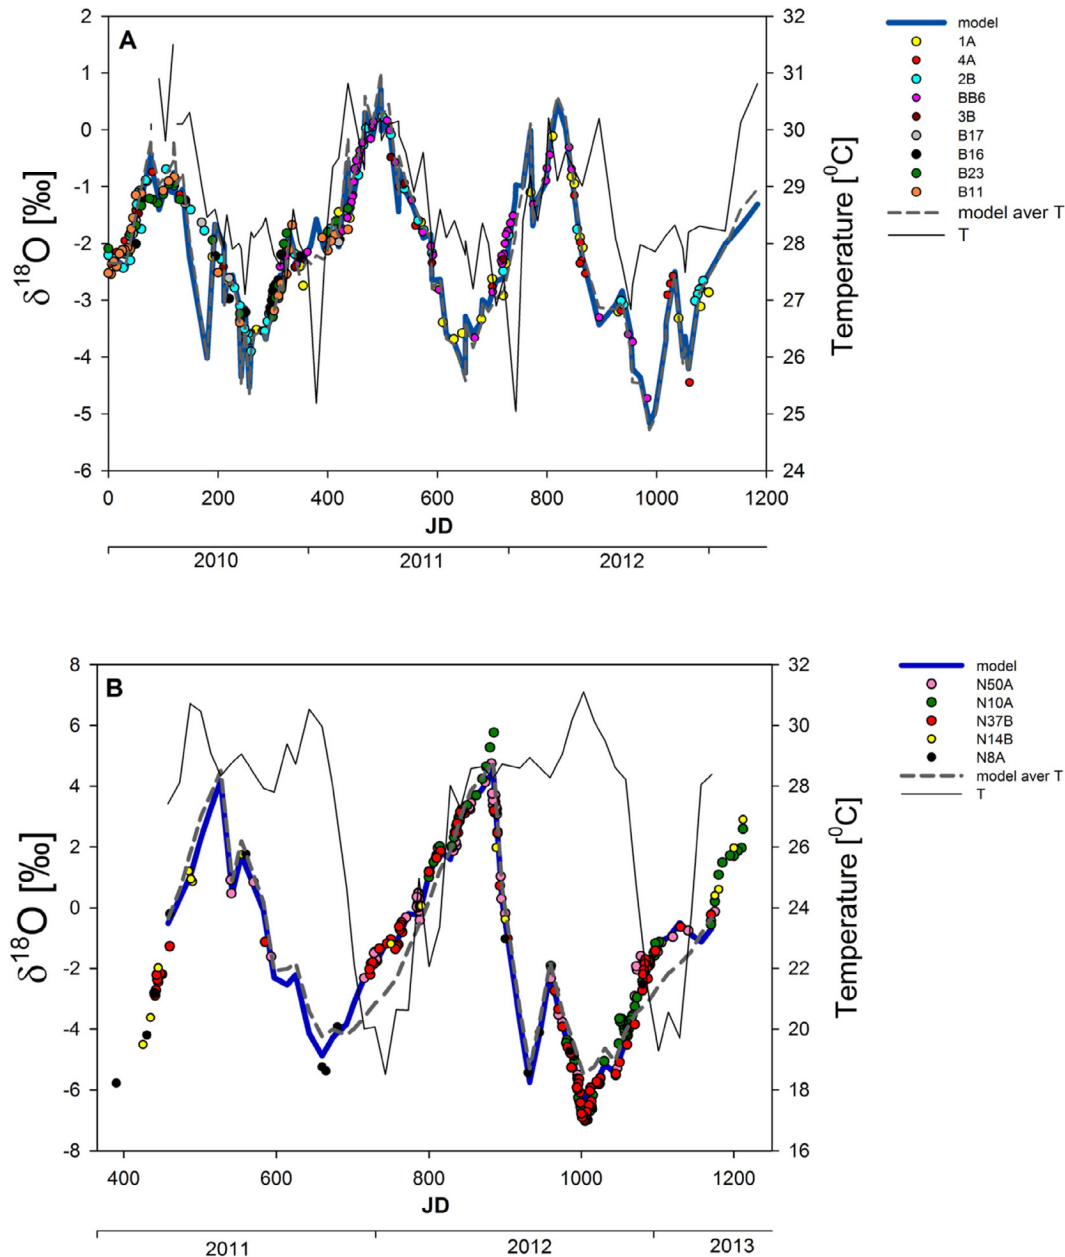 A
2
1
0
-1
-2
-3
-4
-5
-6
δ18O [‰]
32
31
30
29
28
27
26
25
24
Temperature [0C]
0 200 400 600 800 1000 1200
JD
2010 2011 2012
model
1A
4A
2B
BB6
3B
B17
B16
B23
B11
model aver T
T
B
8
6
4
2
0
-2
-4
-6
-8
δ18O [‰]
32
30
28
26
24
22
20
18
16
Temperature [0C]
400 600 800 1000 1200
JD
2011 2012 2013
model
N50A
N10A
N37B
N14B
N8A
model aver T
T